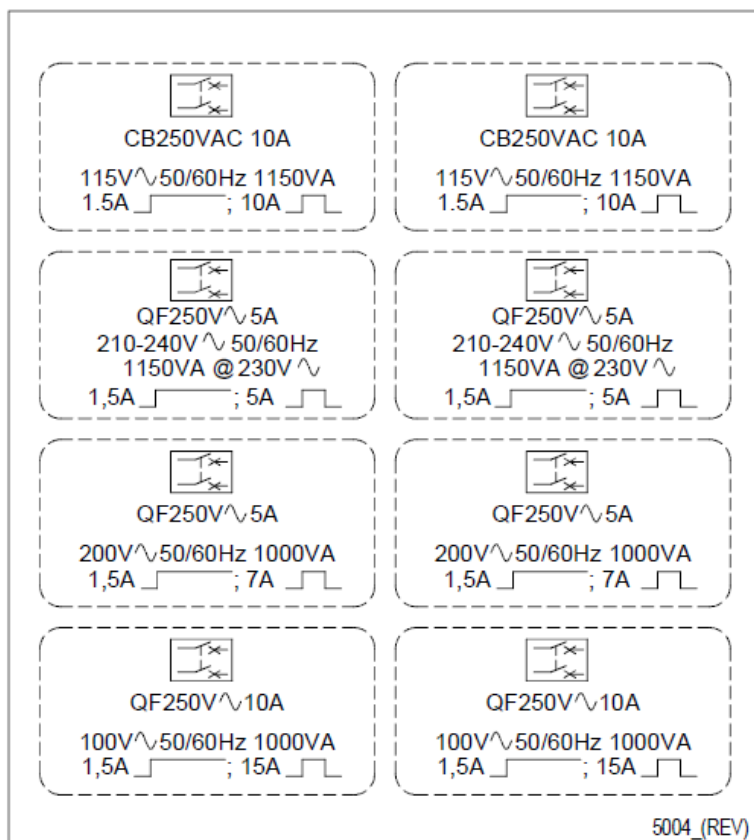 CB250VAC 10A
115V∿50/60Hz 1150VA
1.5A ; 10A
CB250VAC 10A
115V∿50/60Hz 1150VA
1.5A ; 10A
QF250V∿5A
210-240V∿ 50/60Hz
1150VA @230V∿
1,5A ; 5A
QF250V∿5A
210-240V∿ 50/60Hz
1150VA @230V∿
1,5A ; 5A
QF250V∿5A
200V∿50/60Hz 1000VA
1,5A ; 7A
QF250V∿5A
200V∿50/60Hz 1000VA
1,5A ; 7A
QF250V∿10A
100V∿50/60Hz 1000VA
1,5A ; 15A
QF250V∿10A
100V∿50/60Hz 1000VA
1,5A ; 15A
5004_(REV)